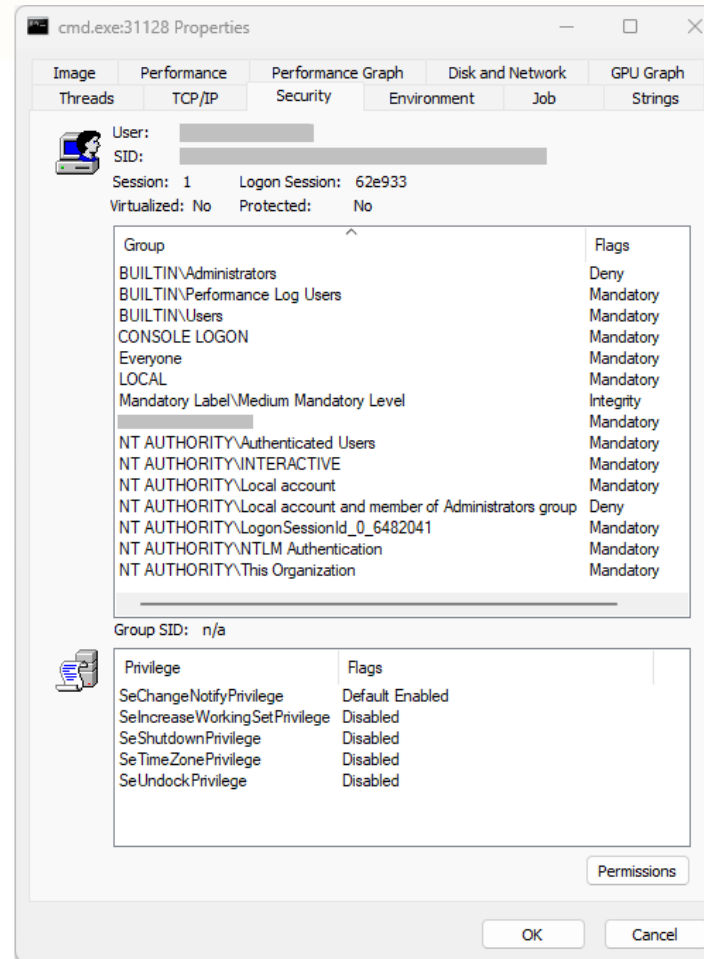 cmd.exe:31128 Properties
Image Performance Performance Graph Disk and Network GPU Graph
Threads TCP/IP Security Environment Job Strings
User:
SID:
Session: 1 Logon Session: 62e933
Virtualized: No Protected: No
Group Flags
BUILTIN\Administrators Deny
BUILTIN\Performance Log Users Mandatory
BUILTIN\Users Mandatory
CONSOLE LOGON Mandatory
Everyone Mandatory
LOCAL Mandatory
Mandatory Label\Medium Mandatory Level Integrity
Mandatory
NT AUTHORITY\Authenticated Users Mandatory
NT AUTHORITY\INTERACTIVE Mandatory
NT AUTHORITY\Local account Mandatory
NT AUTHORITY\Local account and member of Administrators group Deny
NT AUTHORITY\LogonSessionId_0_6482041 Mandatory
NT AUTHORITY\NTLM Authentication Mandatory
NT AUTHORITY\This Organization Mandatory
Group SID: n/a
Privilege Flags
SeChangeNotifyPrivilege Default Enabled
SeIncreaseWorkingSetPrivilege Disabled
SeShutdownPrivilege Disabled
SeTimeZonePrivilege Disabled
SeUndockPrivilege Disabled
Permissions
OK Cancel